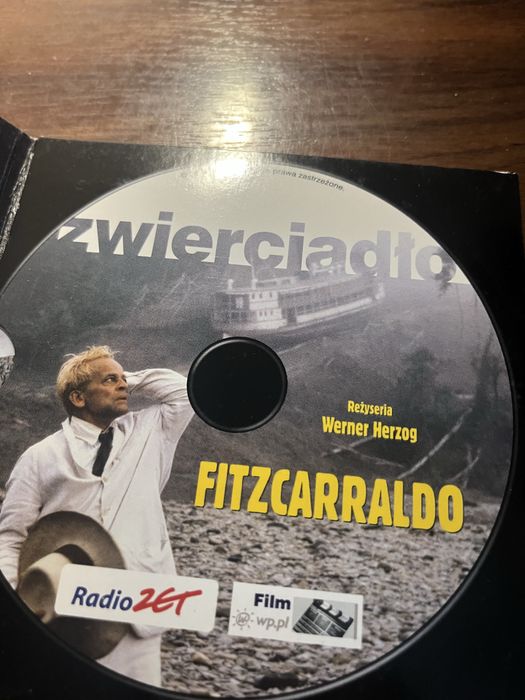 prawa zastrzeżone.
zwierciadło
Reżyseria
Werner Herzog
FITZCARRALDO
Radio ZET
Film
wp.pl